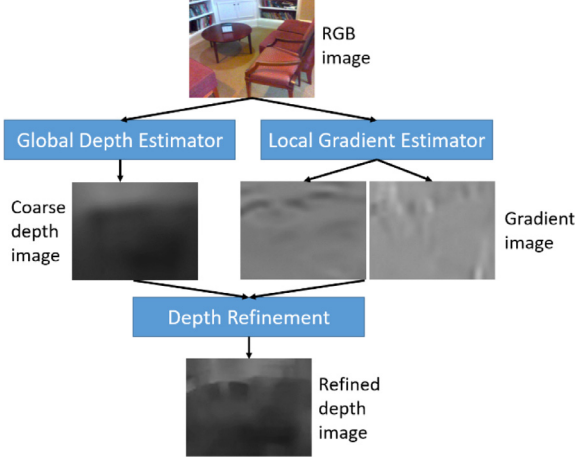 RGB
image
Global Depth Estimator
Local Gradient Estimator
Coarse
depth
image
Gradient
image
Depth Refinement
Refined
depth
image